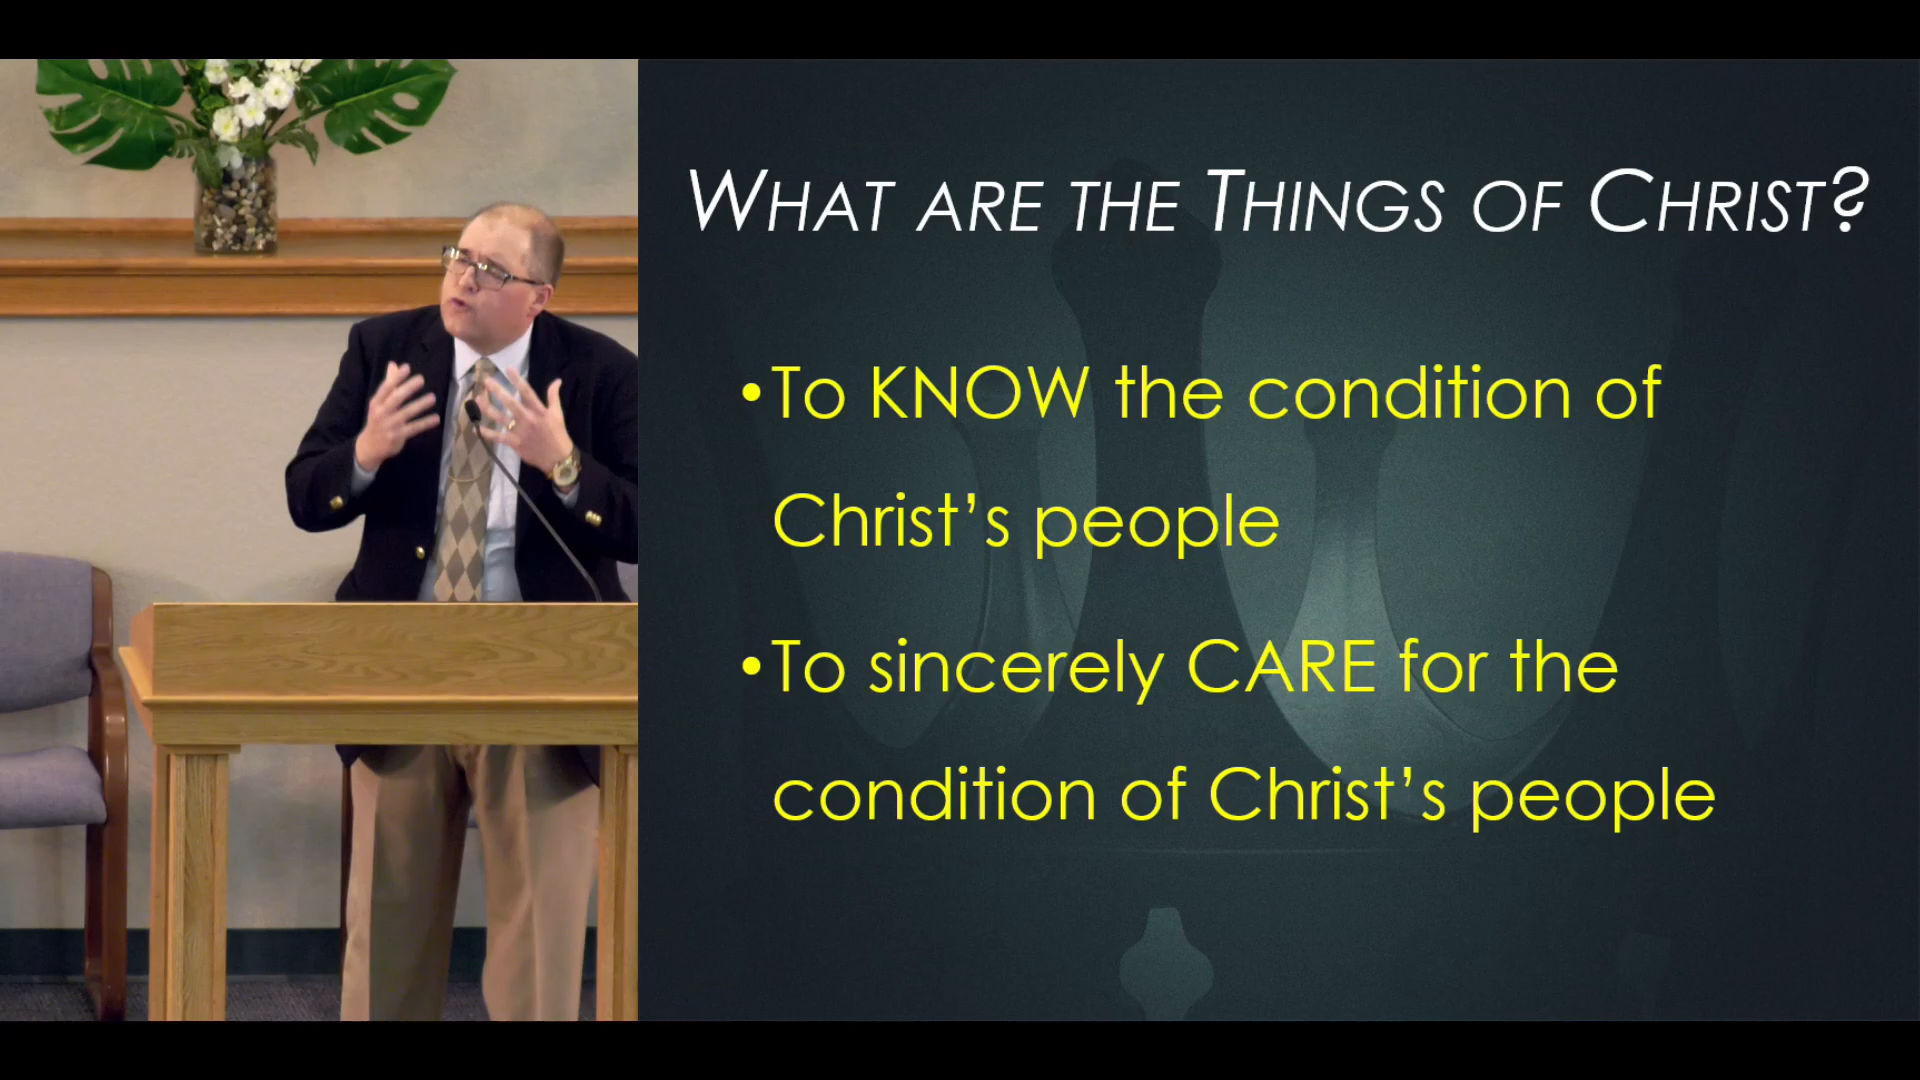 WHAT ARE THE THINGS OF CHRIST?
•To KNOW the condition of
Christ’s people
•To sincerely CARE for the
condition of Christ’s people